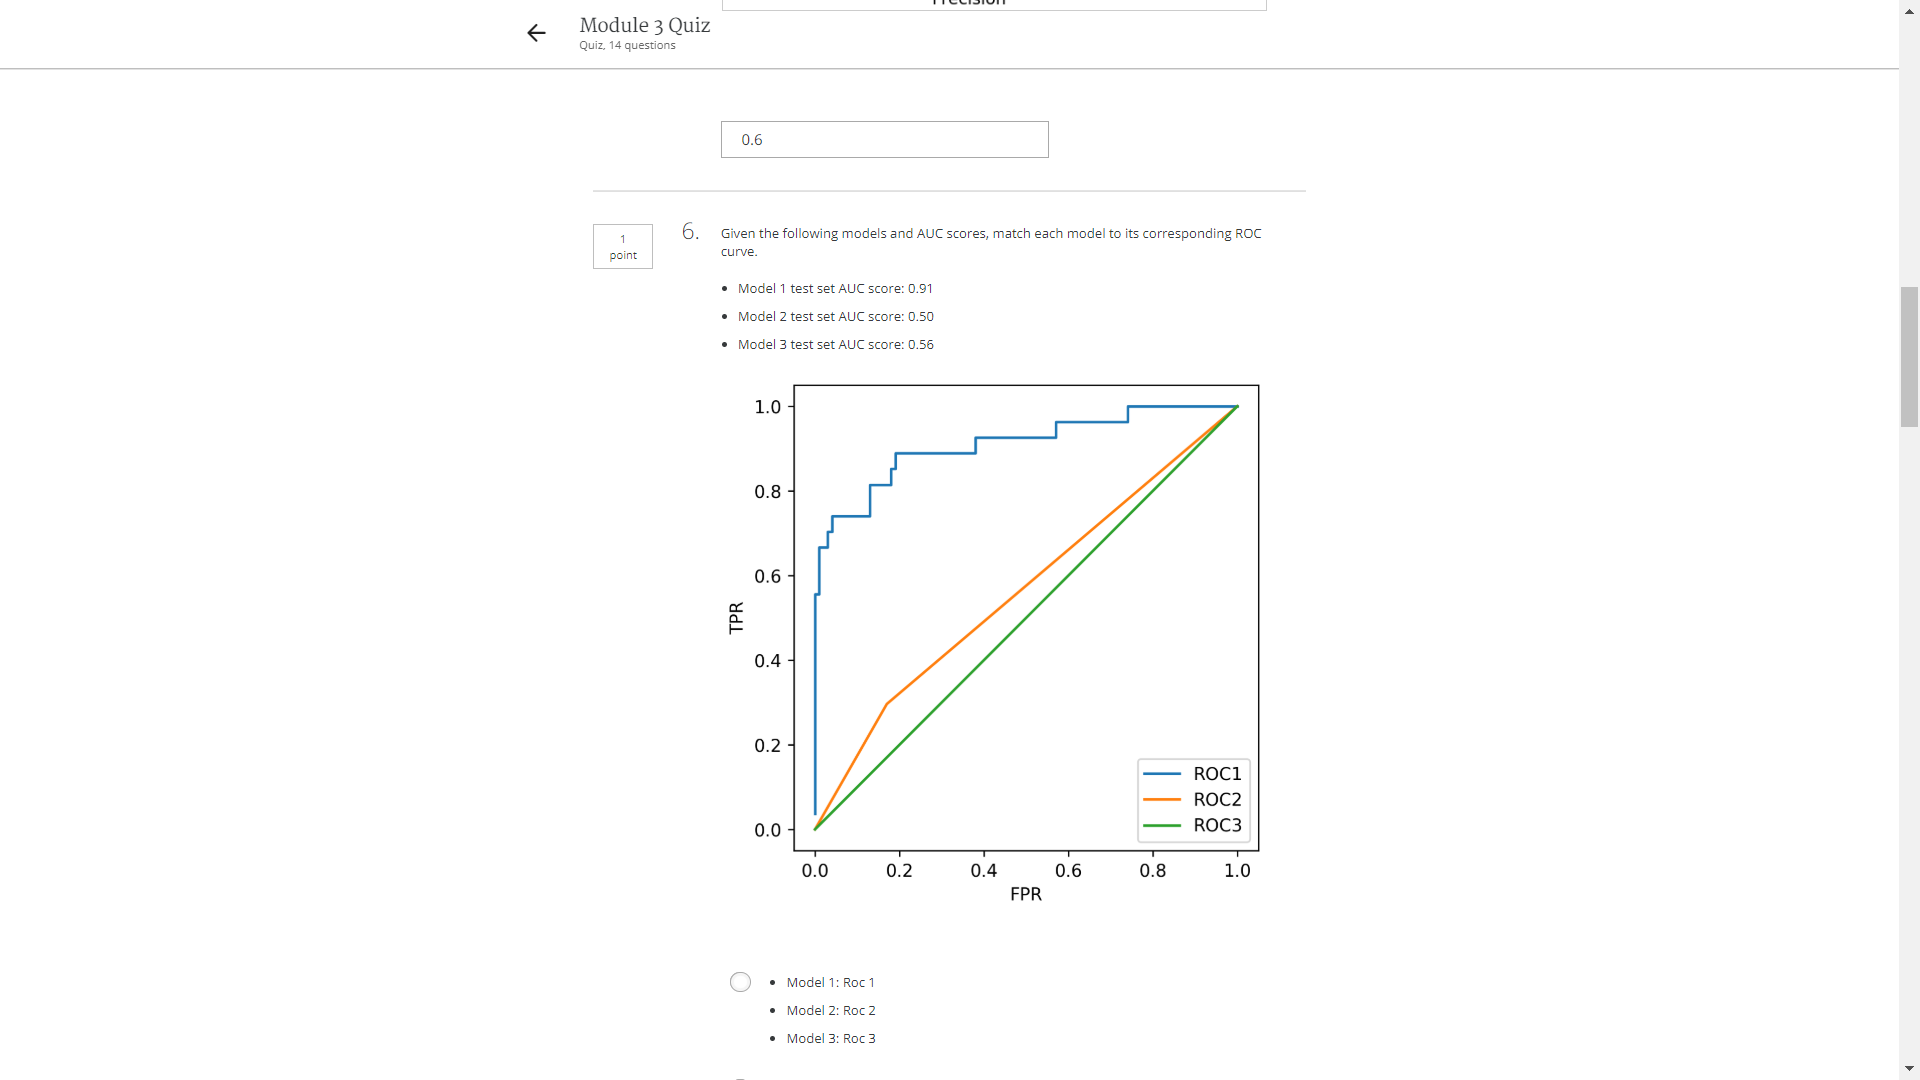 Precision
Module 3 Quiz
Quiz, 14 questions
0.6
1
point
6.
Given the following models and AUC scores, match each model to its corresponding ROC
curve.
• Model 1 test set AUC score: 0.91
• Model 2 test set AUC score: 0.50
• Model 3 test set AUC score: 0.56
1.0
0.8
0.6
0.4
0.2
0.0
TPR
ROC1
ROC2
ROC3
0.0 0.2 0.4 0.6 0.8 1.0
FPR
• Model 1: Roc 1
• Model 2: Roc 2
• Model 3: Roc 3